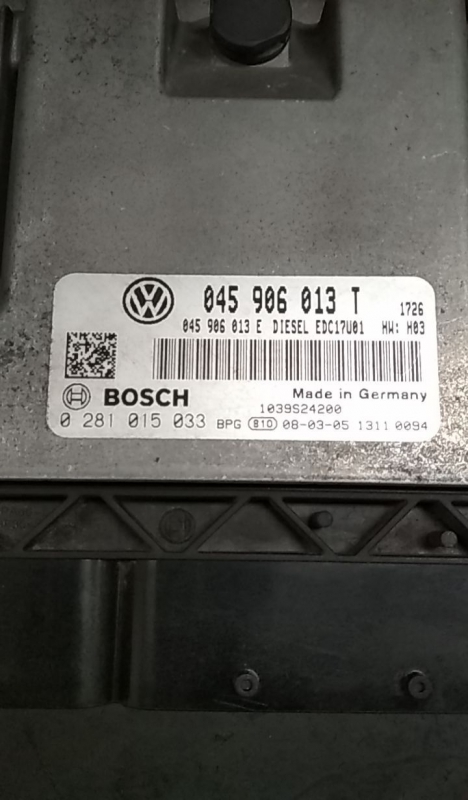 045 906 013 T 1726
045 906 013 E DIESEL EDC17U01 HW: H03
BOSCH Made in Germany
1039S24200
0 281 015 033 BPG 810 08-03-05 1311 0094